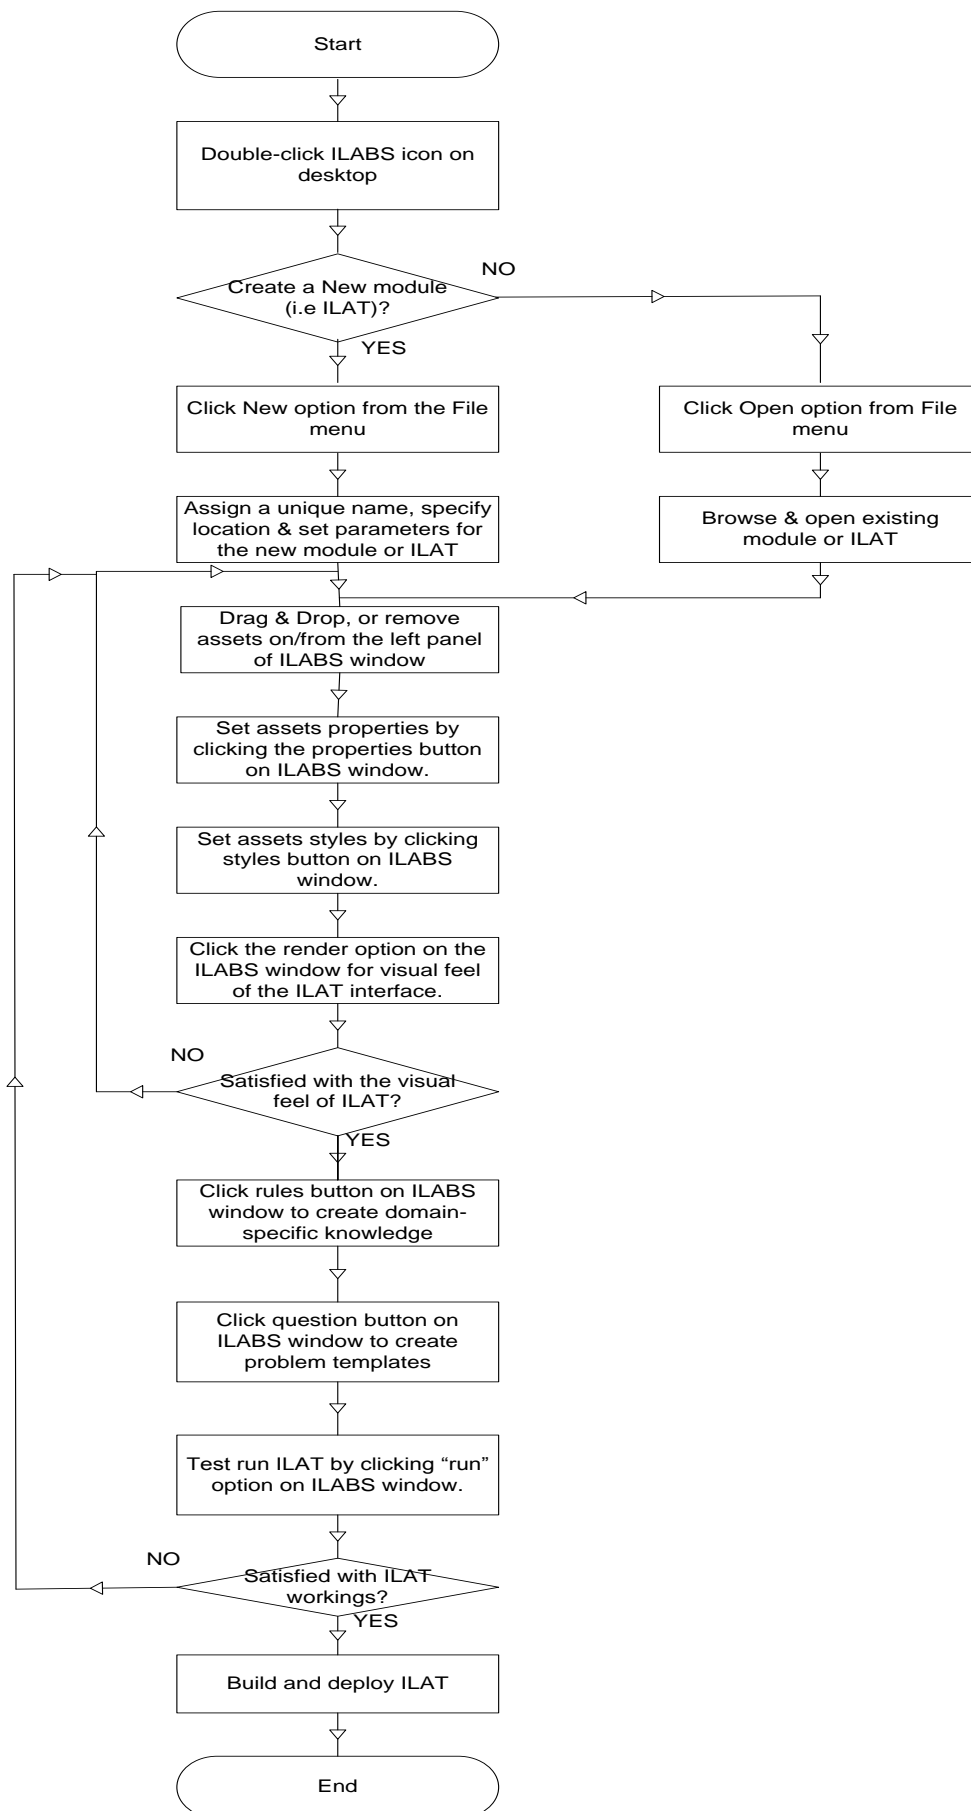 Start
Double-click ILABS icon on
desktop
Create a New module
(i.e ILAT)?
NO
YES
Click New option from the File
menu
Click Open option from File
menu
Assign a unique name, specify
location & set parameters for
the new module or ILAT
Browse & open existing
module or ILAT
Drag & Drop, or remove
assets on/from the left panel
of ILABS window
Set assets properties by
clicking the properties button
on ILABS window.
Set assets styles by clicking
styles button on ILABS
window.
Click the render option on the
ILABS window for visual feel
of the ILAT interface.
NO
Satisfied with the visual
feel of ILAT?
YES
Click rules button on ILABS
window to create domain-
specific knowledge
Click question button on
ILABS window to create
problem templates
Test run ILAT by clicking “run”
option on ILABS window.
NO
Satisfied with ILAT
workings?
YES
Build and deploy ILAT
End